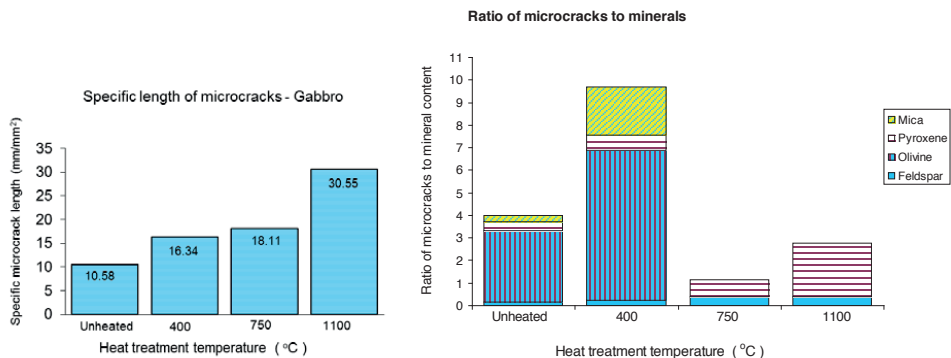 Specific length of microcracks - Gabbro
Specific microcrack length (mm/mm²)
35
30
25
20
15
10
5
0
10.58
16.34
18.11
30.55
Unheated 400 750 1100
Heat treatment temperature ( ᵒC)
Ratio of microcracks to minerals
Ratio of microcracks to mineral content
11
10
9
8
7
6
5
4
3
2
1
0
Unheated 400 750 1100
Heat treatment temperature ( ᵒC)
Mica
Pyroxene
Olivine
Feldspar